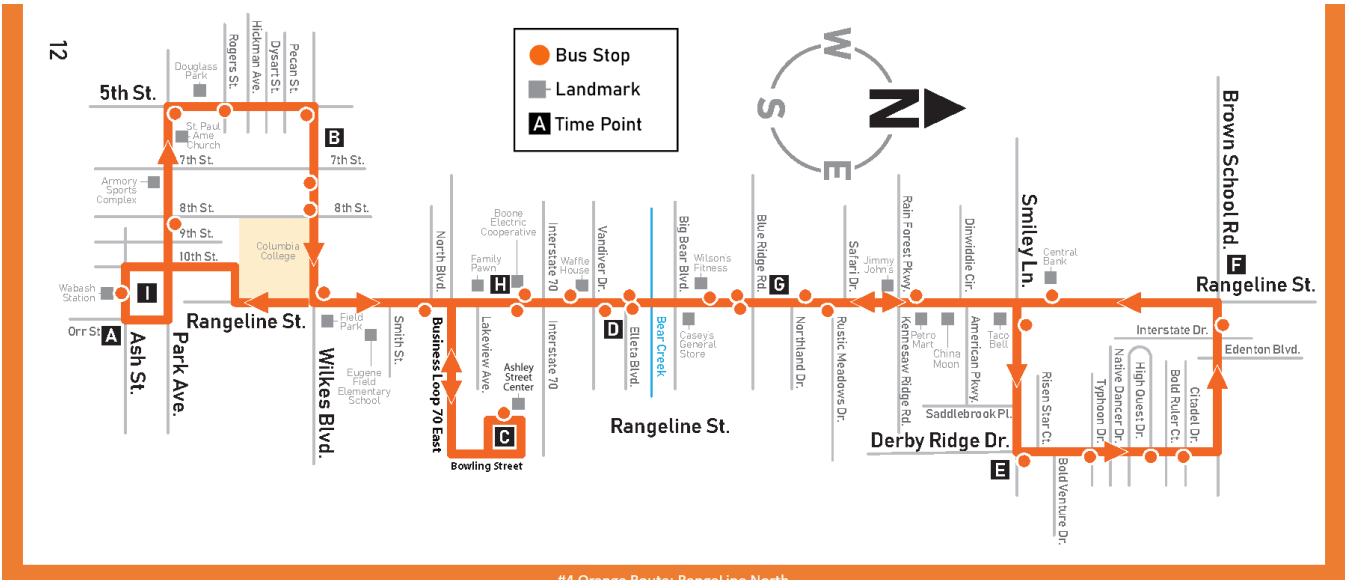 12
5th St.
Douglass
Park
Rogers St.
Hickman Ave.
Dysart St.
Pecan St.
St. Paul
Ame
Church
B
7th St.
7th St.
Armory
Sports
Complex
8th St.
8th St.
9th St.
10th St.
Columbia
College
Wabash
Station
I
Orr St
A
Ash St.
Park Ave.
Rangeline St.
Wilkes Blvd.
Field
Park
Eugene
Field
Elementary
School
Smith St.
North Blvd.
Business Loop 70 East
Family
Pawn
Boone
Electric
Cooperative
H
Lakeview Ave.
Ashley
Street
Center
C
Bowling Street
Interstate 70
Interstate 70
Waffle
House
Vandiver Dr.
D
Elleta Blvd.
Bear Creek
Big Bear Blvd.
Wilson's
Fitness
Casey's
General
Store
Rangeline St.
Blue Ridge Rd.
G
Northland Dr.
Safari Dr.
Rustic Meadows Dr.
Jimmy
John's
Rain Forest Pkwy.
Kennesaw Ridge Rd.
Petro
Mart
China
Moon
Dinwiddie Cir.
American Pkwy.
Taco
Bell
Saddlebrook Pl.
Derby Ridge Dr.
E
Smiley Ln.
Central
Bank
Risen Star Ct.
Bold Venture Dr.
Typhoon Dr.
Native Dancer Dr.
High Quest Dr.
Bold Ruler Ct.
Citadel Dr.
Interstate Dr.
Edenton Blvd.
Brown School Rd.
F
Rangeline St.
Bus Stop
Landmark
A Time Point
W
S
N
E
#4 Orange Route: Rangeline North